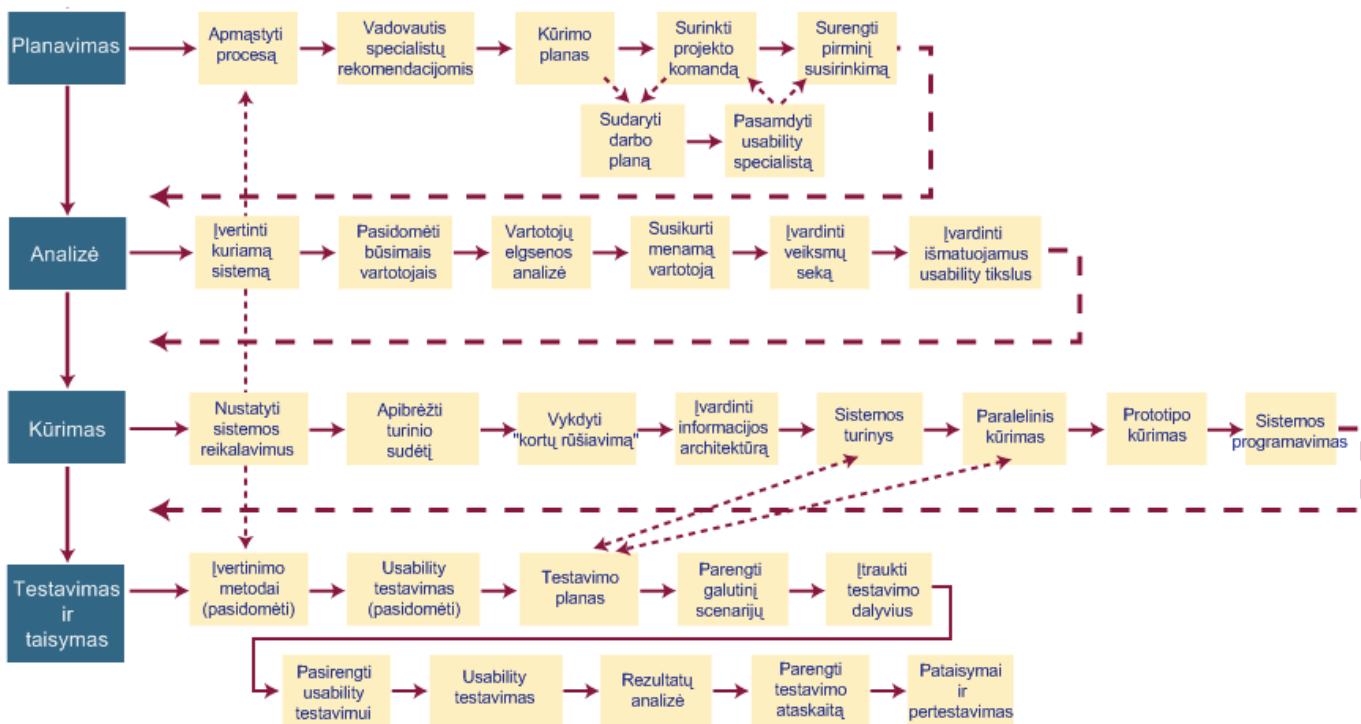 Planavimas
Apmąstyti
procesą
Vadovautis
specialistų
rekomendacijomis
Kūrimo
planas
Surinkti
projekto
komandą
Surengti
pirminį
susirinkimą
Sudaryti
darbo
planą
Pasamdyti
usability
specialistą
Analizė
Įvertinti
kuriamą
sistemą
Pasidomėti
būsimais
vartotojais
Vartotojų
elgsenos
analizė
Susikurti
menamą
vartotoją
Įvardinti
veiksmų
seką
Įvardinti
išmatuojamus
usability tikslus
Kūrimas
Nustatyti
sistemos
reikalavimus
Apibrėžti
turinio
sudėtį
Vykdyti
"kortų rūšiavimą"
Įvardinti
informacijos
architektūrą
Sistemos
turinys
Paralelinis
kūrimas
Prototipo
kūrimas
Sistemos
programavimas
Testavimas
ir
taisymas
Įvertinimo
metodai
(pasidomėti)
Usability
testavimas
(pasidomėti)
Testavimo
planas
Parengti
galutinį
scenarijų
Įtraukti
testavimo
dalyvius
Pasirengti
usability
testavimui
Usability
testavimas
Rezultatų
analizė
Parengti
testavimo
ataskaitą
Pataisymai
ir
pertestavimas